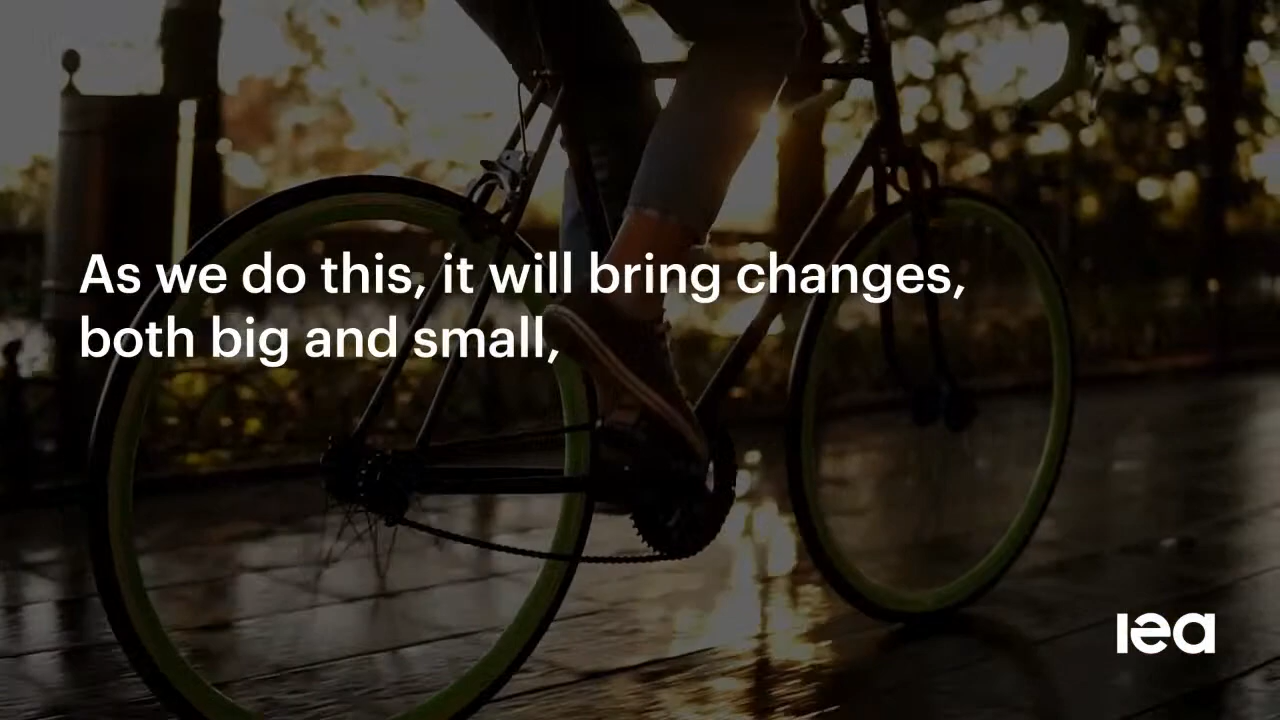 As we do this, it will bring changes,
both big and small,
iea